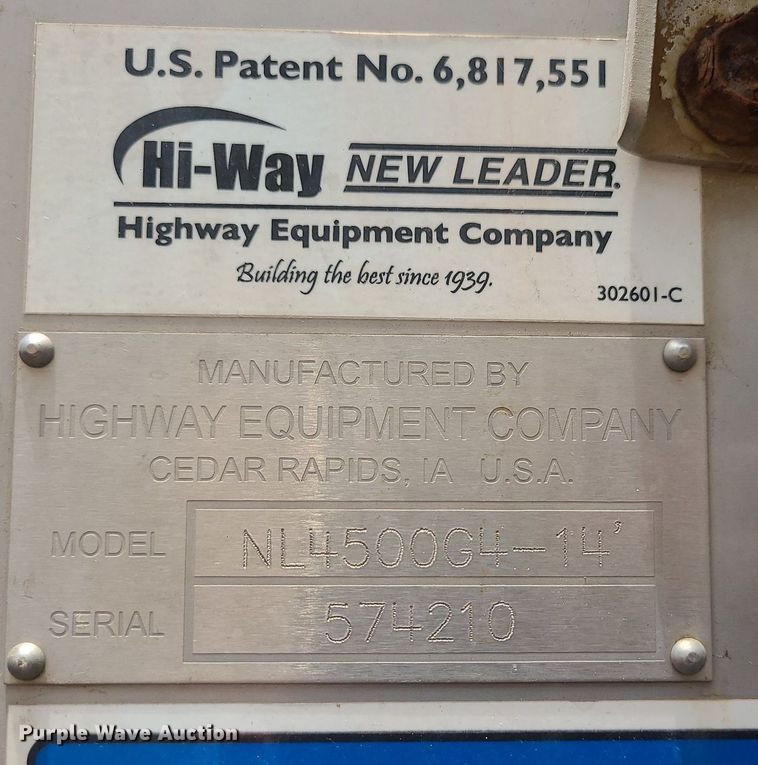 U.S. Patent No. 6,817,551
Hi-Way NEW LEADER®
Highway Equipment Company
Building the best since 1939.
302601-C
MANUFACTURED BY
HIGHWAY EQUIPMENT COMPANY
CEDAR RAPIDS, IA U.S.A.
MODEL NL4500G4-14'
SERIAL 574210
Purple Wave Auction